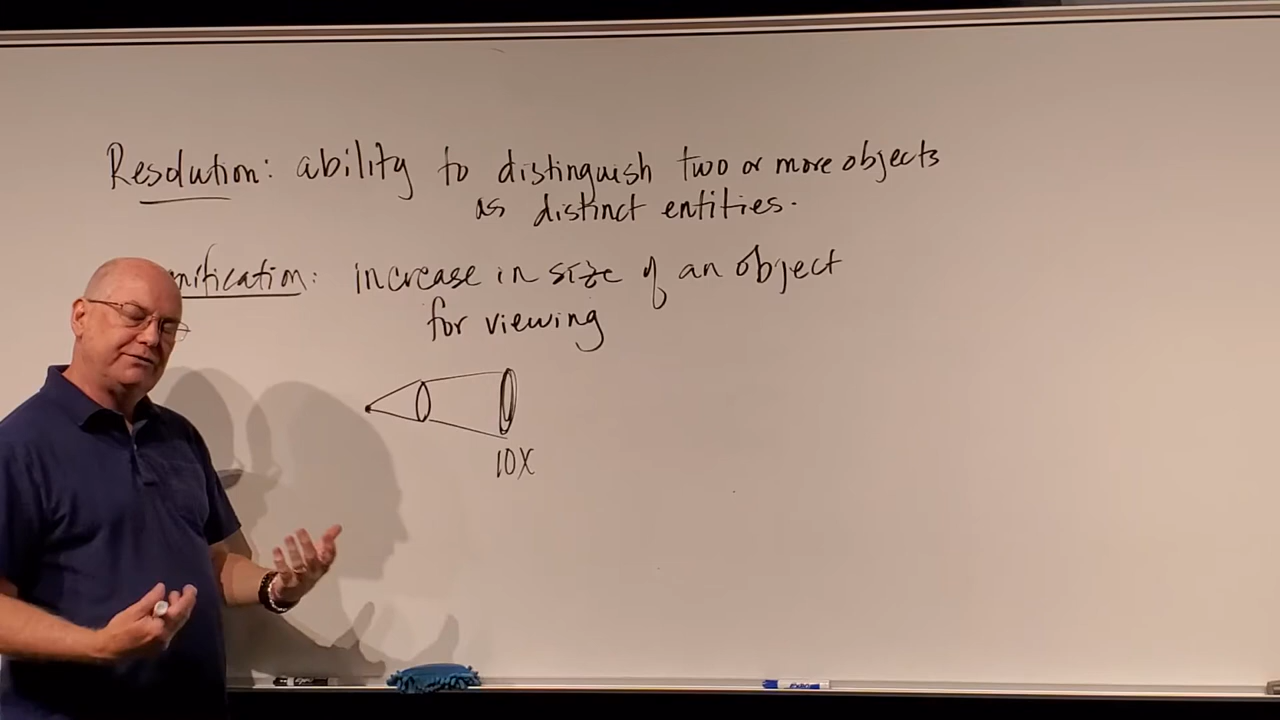 Resolution: ability to distinguish two or more objects
as distinct entities.
nification: increase in size of an object
for viewing
10X